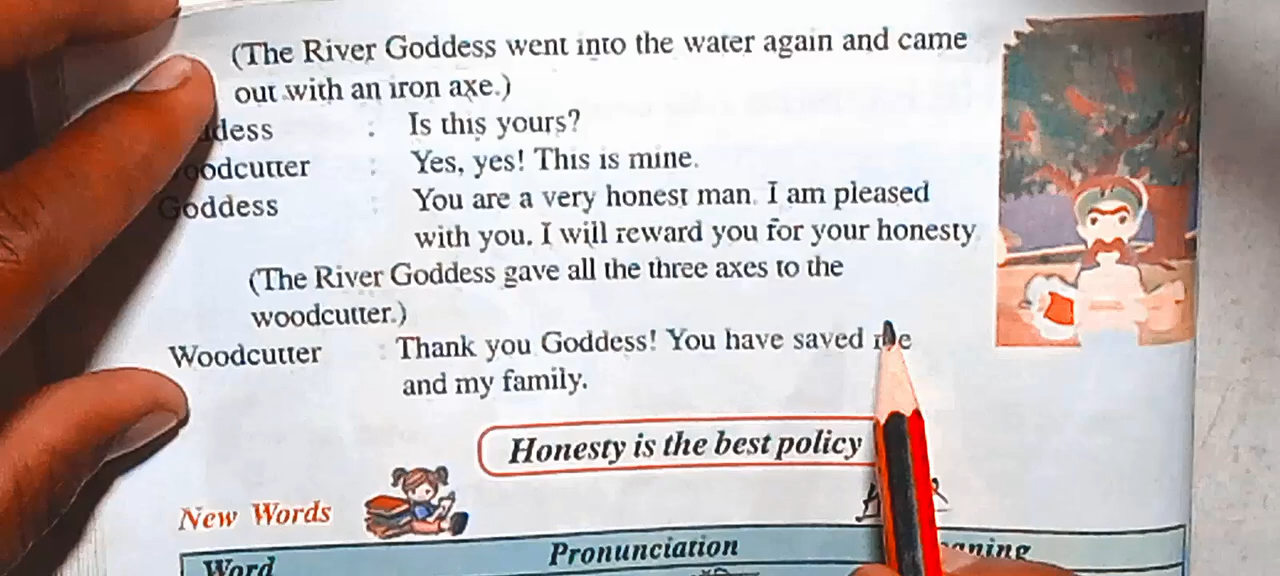 (The River Goddess went into the water again and came
out with an iron axe.)
: Is this yours?
: Yes, yes! This is mine.
Goddess : You are a very honest man. I am pleased
with you. I will reward you for your honesty
(The River Goddess gave all the three axes to the
woodcutter.)
Woodcutter : Thank you Goddess! You have saved me
and my family.
Honesty is the best policy
New Words
Word Pronunciation